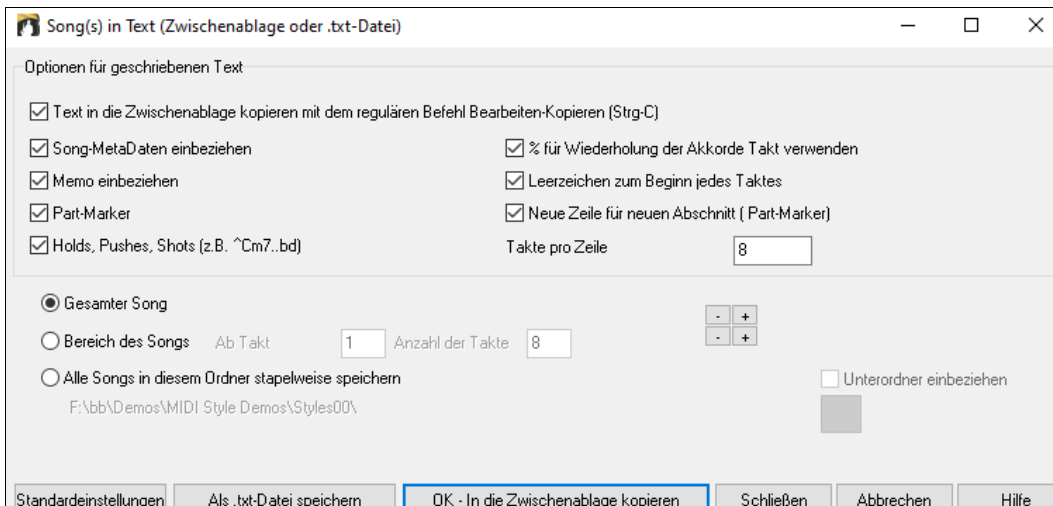 Song(s) in Text (Zwischenablage oder .txt-Datei)
Optionen für geschriebenen Text
Text in die Zwischenablage kopieren mit dem regulären Befehl Bearbeiten-Kopieren (Strg-C)
Song-MetaDaten einbeziehen
% für Wiederholung der Akkorde Takt verwenden
Memo einbeziehen
Leerzeichen zum Beginn jedes Taktes
Part-Marker
Neue Zeile für neuen Abschnitt ( Part-Marker)
Holds, Pushes, Shots (z.B. ^Cm7..bd)
Takte pro Zeile 8
Gesamter Song
- +
Bereich des Songs Ab Takt 1 Anzahl der Takte 8
- +
Alle Songs in diesem Ordner stapelweise speichern
Unterordner einbeziehen
F:\bb\Demos\MIDI Style Demos\Styles00\
Standardeinstellungen Als .txt-Datei speichern OK - In die Zwischenablage kopieren Schließen Abbrechen Hilfe